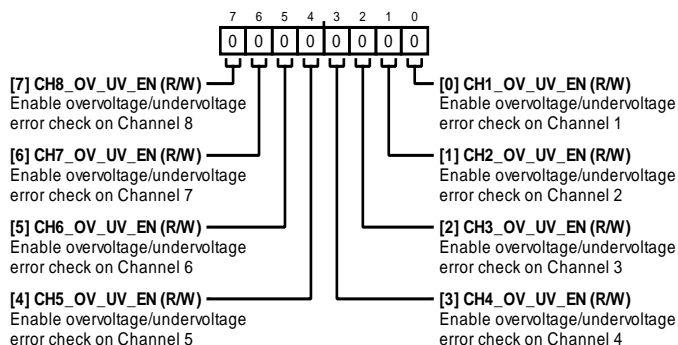 7 6 5 4 3 2 1 0
0 0 0 0 0 0 0 0
[7] CH8_OV_UV_EN (R/W)
Enable overvoltage/undervoltage
error check on Channel 8
[6] CH7_OV_UV_EN (R/W)
Enable overvoltage/undervoltage
error check on Channel 7
[5] CH6_OV_UV_EN (R/W)
Enable overvoltage/undervoltage
error check on Channel 6
[4] CH5_OV_UV_EN (R/W)
Enable overvoltage/undervoltage
error check on Channel 5
[0] CH1_OV_UV_EN (R/W)
Enable overvoltage/undervoltage
error check on Channel 1
[1] CH2_OV_UV_EN (R/W)
Enable overvoltage/undervoltage
error check on Channel 2
[2] CH3_OV_UV_EN (R/W)
Enable overvoltage/undervoltage
error check on Channel 3
[3] CH4_OV_UV_EN (R/W)
Enable overvoltage/undervoltage
error check on Channel 4